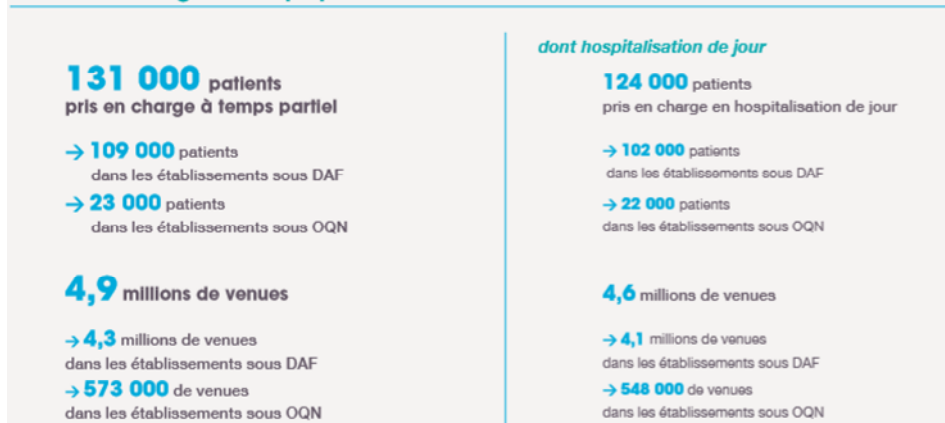 131 000 patients
pris en charge à temps partiel
→ 109 000 patients
dans les établissements sous DAF
→ 23 000 patients
dans les établissements sous OQN
4,9 millions de venues
→ 4,3 millions de venues
dans les établissements sous DAF
→ 573 000 de venues
dans les établissements sous OQN
dont hospitalisation de jour
124 000 patients
pris en charge en hospitalisation de jour
→ 102 000 patients
dans les établissements sous DAF
→ 22 000 patients
dans les établissements sous OQN
4,6 millions de venues
→ 4,1 millions de venues
dans les établissements sous DAF
→ 548 000 de venues
dans les établissements sous OQN